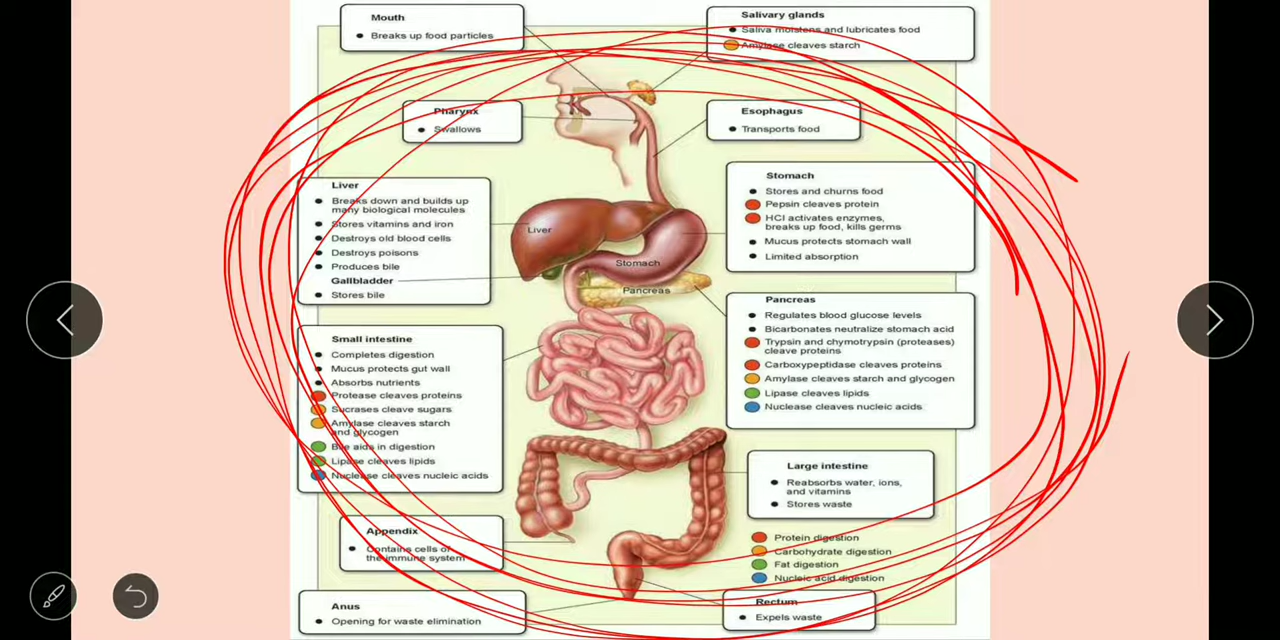 Mouth
Breaks up food particles
Salivary glands
Saliva moistens and lubricates food
Amylase cleaves starch
Pharynx
Swallows
Esophagus
Transports food
Liver
Breaks down and builds up
many biological molecules
Stores vitamins and iron
Destroys old blood cells
Destroys poisons
Produces bile
Gallbladder
Stores bile
Stomach
Stores and churns food
Pepsin cleaves protein
HCl activates enzymes,
breaks up food, kills germs
Mucus protects stomach wall
Limited absorption
Liver
Stomach
Pancreas
Pancreas
Regulates blood glucose levels
Bicarbonates neutralize stomach acid
Trypsin and chymotrypsin (proteases)
cleave proteins
Carboxypeptidase cleaves proteins
Amylase cleaves starch and glycogen
Lipase cleaves lipids
Nuclease cleaves nucleic acids
Small intestine
Completes digestion
Mucus protects gut wall
Absorbs nutrients
Protease cleaves proteins
Sucrases cleave sugars
Amylase cleaves starch
and glycogen
Bile aids in digestion
Lipase cleaves lipids
Nuclease cleaves nucleic acids
Large intestine
Reabsorbs water, ions,
and vitamins
Stores waste
Appendix
Contains cells of
the immune system
Protein digestion
Carbohydrate digestion
Fat digestion
Nucleic acid digestion
Anus
Opening for waste elimination
Rectum
Expels waste